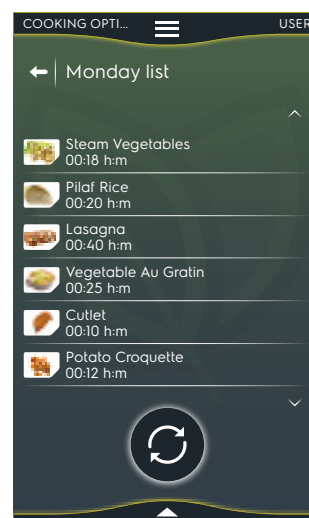 COOKING OPTI... USER
Monday list
Steam Vegetables
00:18 h:m
Pilaf Rice
00:20 h:m
Lasagna
00:40 h:m
Vegetable Au Gratin
00:25 h:m
Cutlet
00:10 h:m
Potato Croquette
00:12 h:m